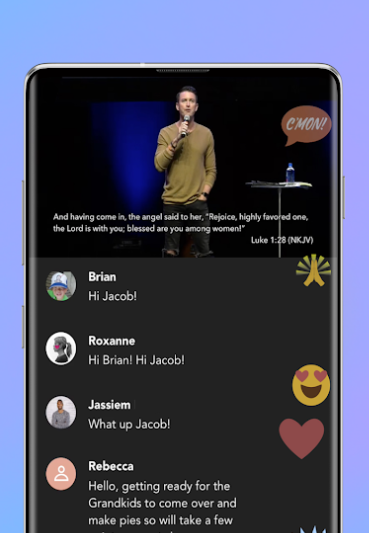 C'MON!
And having come in, the angel said to her, "Rejoice, highly favored one,
the Lord is with you; blessed are you among women!"
Luke 1:28 (NKJV)
Brian
Hi Jacob!
Roxanne
Hi Brian! Hi Jacob!
Jassiem
What up Jacob!
Rebecca
Hello, getting ready for the
Grandkids to come over and
make pies so will take a few